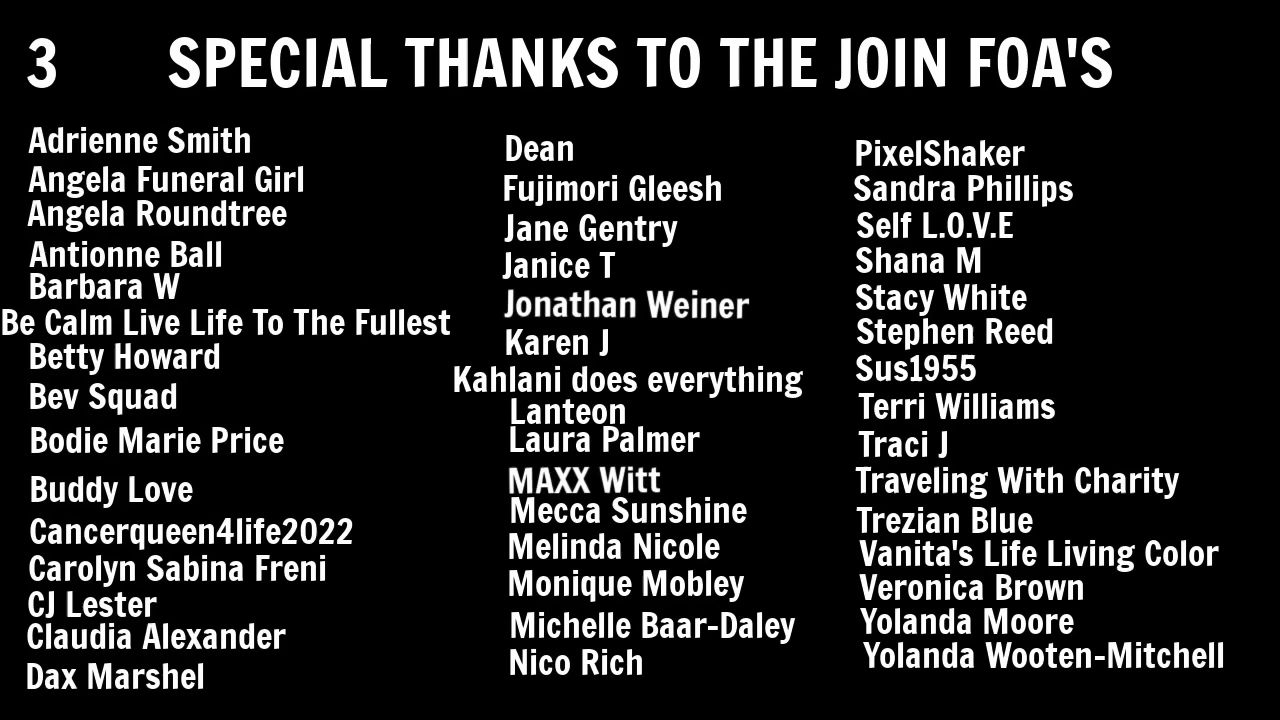 3 SPECIAL THANKS TO THE JOIN FOA'S
Adrienne Smith
Angela Funeral Girl
Angela Roundtree
Antionne Ball
Barbara W
Be Calm Live Life To The Fullest
Betty Howard
Bev Squad
Bodie Marie Price
Buddy Love
Cancerqueen4life2022
Carolyn Sabina Freni
CJ Lester
Claudia Alexander
Dax Marshel
Dean
Fujimori Gleesh
Jane Gentry
Janice T
Jonathan Weiner
Karen J
Kahlani does everything
Lanteon
Laura Palmer
MAXX Witt
Mecca Sunshine
Melinda Nicole
Monique Mobley
Michelle Baar-Daley
Nico Rich
PixelShaker
Sandra Phillips
Self L.O.V.E
Shana M
Stacy White
Stephen Reed
Sus1955
Terri Williams
Traci J
Traveling With Charity
Trezian Blue
Vanita's Life Living Color
Veronica Brown
Yolanda Moore
Yolanda Wooten-Mitchell